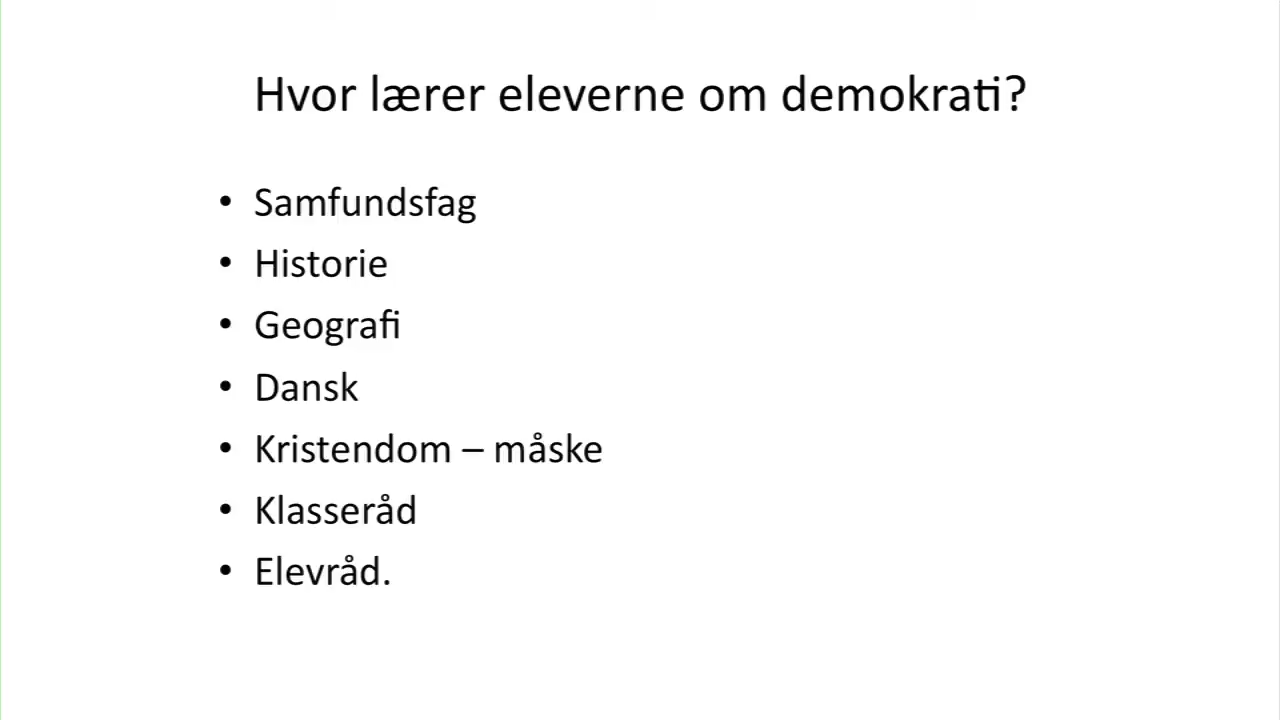 Hvor lærer eleverne om demokrati?
• Samfundsfag
• Historie
• Geografi
• Dansk
• Kristendom – måske
• Klasseråd
• Elevråd.